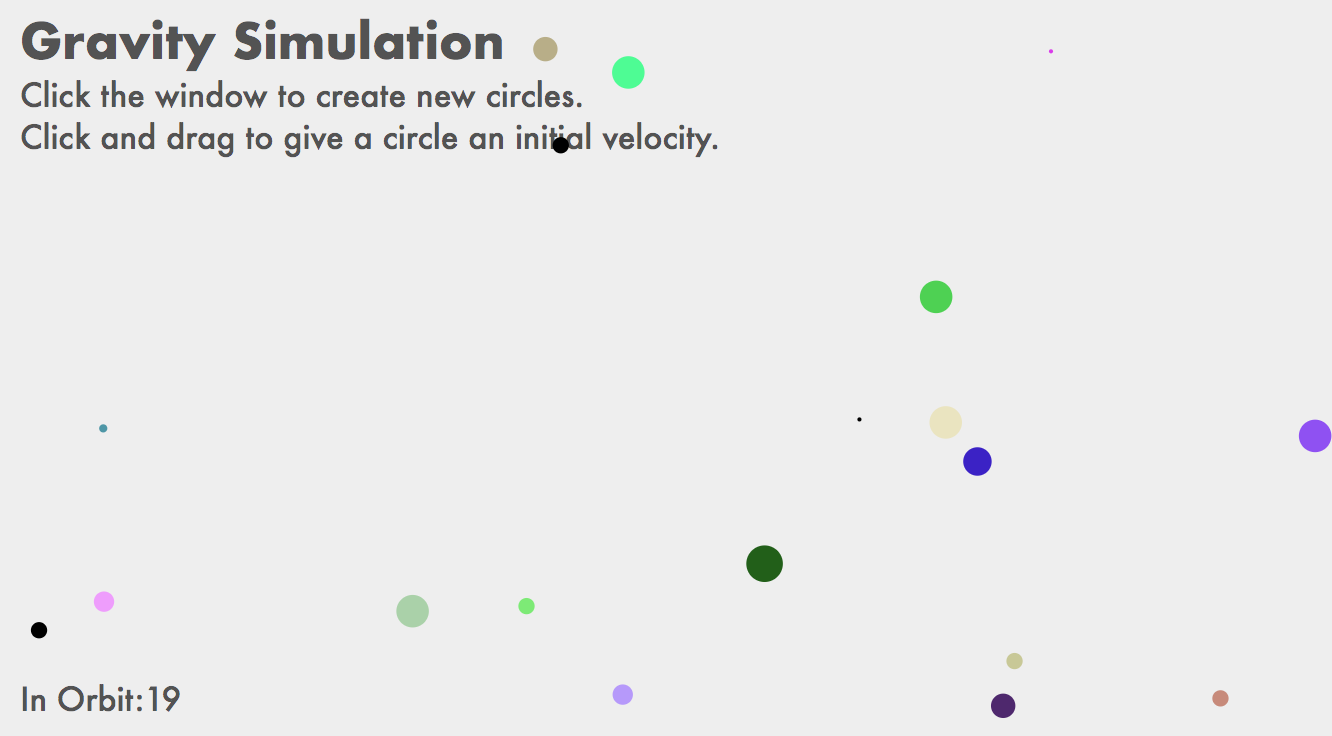 Gravity Simulation
Click the window to create new circles.
Click and drag to give a circle an initial velocity.
In Orbit:19